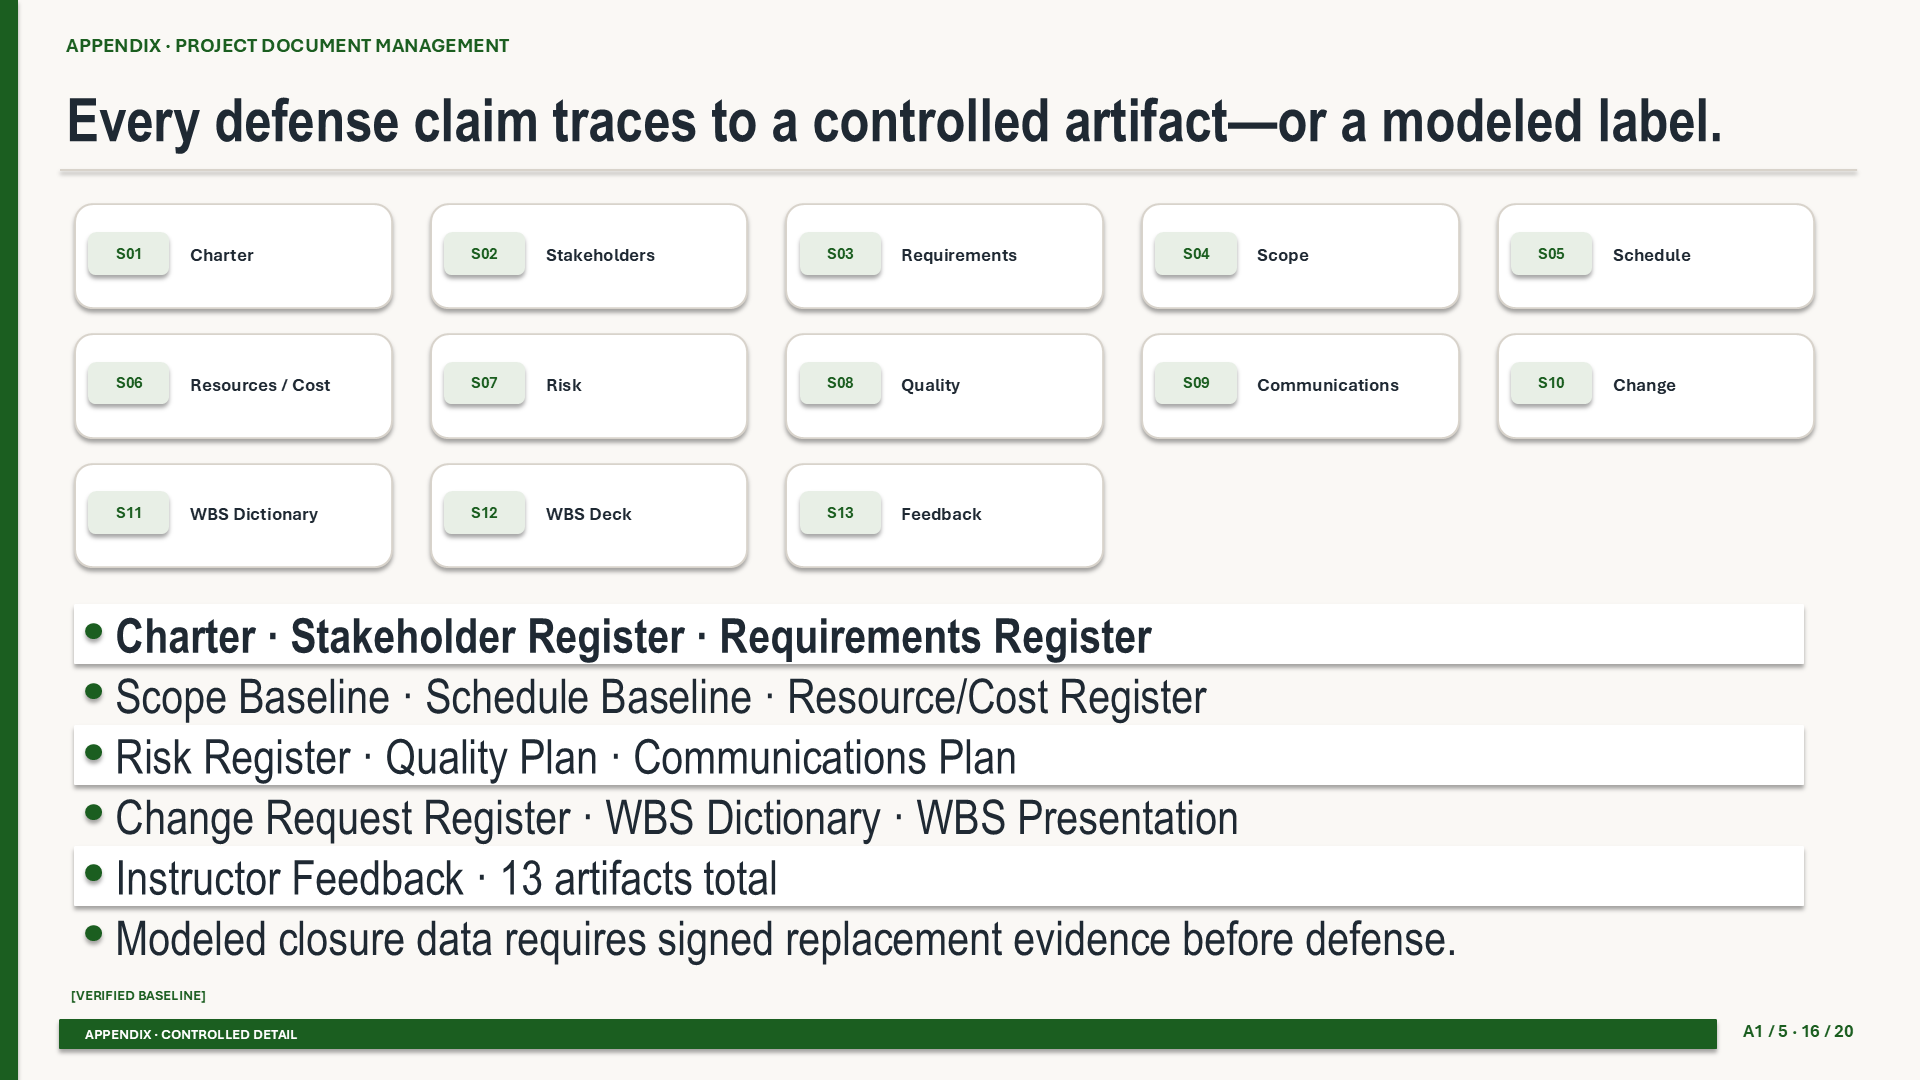 APPENDIX · PROJECT DOCUMENT MANAGEMENT
Every defense claim traces to a controlled artifact—or a modeled label.
S01 Charter
S02 Stakeholders
S03 Requirements
S04 Scope
S05 Schedule
S06 Resources / Cost
S07 Risk
S08 Quality
S09 Communications
S10 Change
S11 WBS Dictionary
S12 WBS Deck
S13 Feedback
Charter · Stakeholder Register · Requirements Register
Scope Baseline · Schedule Baseline · Resource/Cost Register
Risk Register · Quality Plan · Communications Plan
Change Request Register · WBS Dictionary · WBS Presentation
Instructor Feedback · 13 artifacts total
Modeled closure data requires signed replacement evidence before defense.
[VERIFIED BASELINE]
APPENDIX · CONTROLLED DETAIL
A1 / 5 · 16 / 20